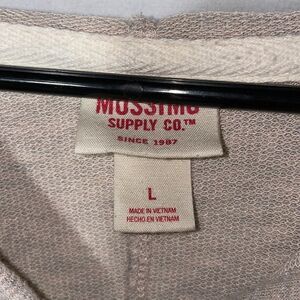 MOSSIMO
SUPPLY CO.™
SINCE 1987
L
MADE IN VIETNAM
HECHO EN VIETNAM